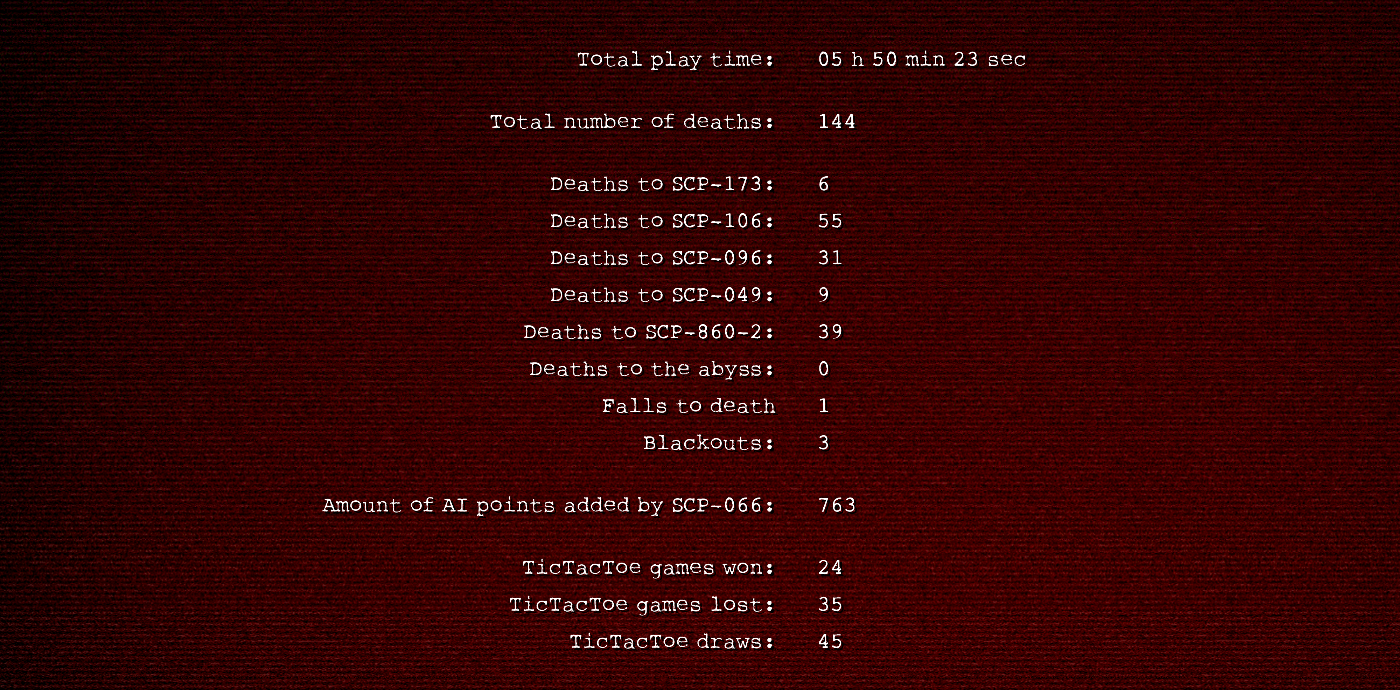 Total play time: 05 h 50 min 23 sec
Total number of deaths: 144
Deaths to SCP-173: 6
Deaths to SCP-106: 55
Deaths to SCP-096: 31
Deaths to SCP-049: 9
Deaths to SCP-860-2: 39
Deaths to the abyss: 0
Falls to death 1
Blackouts: 3
Amount of AI points added by SCP-066: 763
TicTacToe games won: 24
TicTacToe games lost: 35
TicTacToe draws: 45